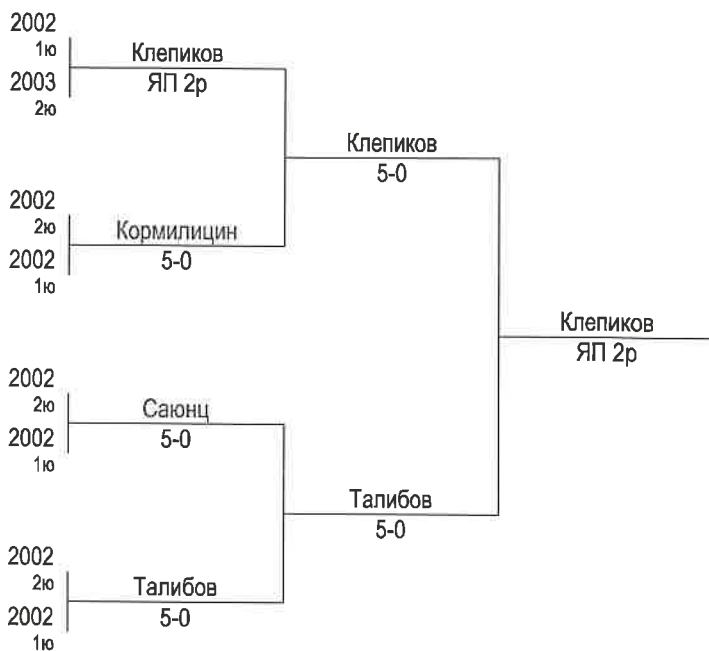 2002
1ю
Клепиков
2003
ЯП 2р
2ю
Клепиков
5-0
2002
2ю
Кормилицин
2002
5-0
1ю
Клепиков
ЯП 2р
2002
2ю
Саюнц
2002
5-0
1ю
Талибов
5-0
2002
2ю
Талибов
2002
5-0
1ю